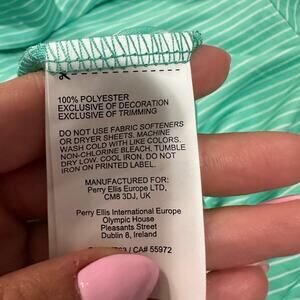 100% POLYESTER
EXCLUSIVE OF DECORATION
EXCLUSIVE OF TRIMMING
DO NOT USE FABRIC SOFTENERS
OR DRYER SHEETS. MACHINE
WASH COLD WITH LIKE COLORS.
NON-CHLORINE BLEACH. TUMBLE
DRY LOW. COOL IRON. DO NOT
IRON ON PRINTED LABEL.
MANUFACTURED FOR:
Perry Ellis Europe LTD,
CM8 3DJ, UK
Perry Ellis International Europe
Olympic House
Pleasants Street
Dublin 8, Ireland
/ CA# 55972